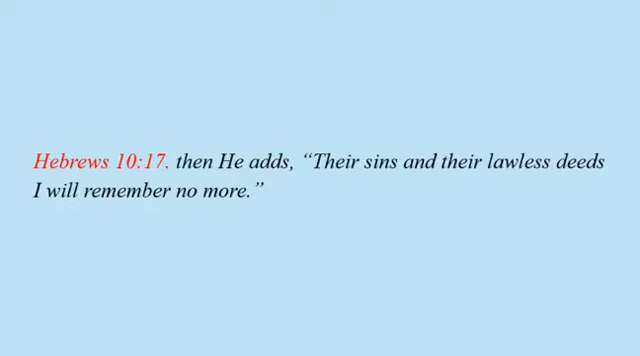 Hebrews 10:17. then He adds, “Their sins and their lawless deeds
I will remember no more.”